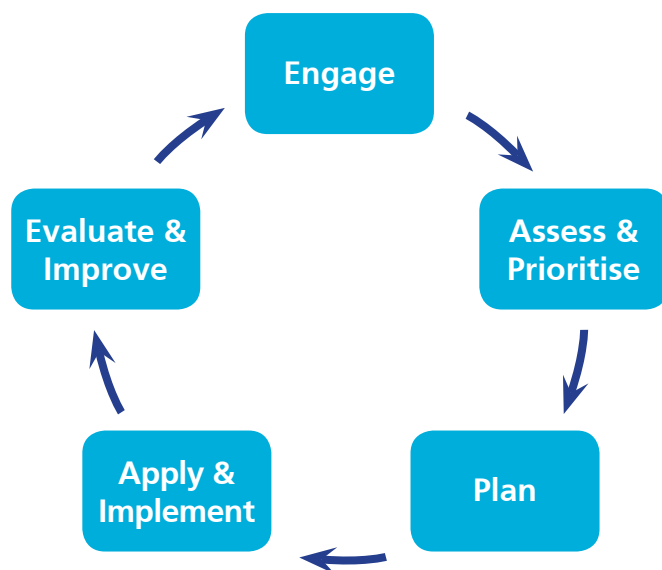 Engage
Assess &
Prioritise
Plan
Apply &
Implement
Evaluate &
Improve